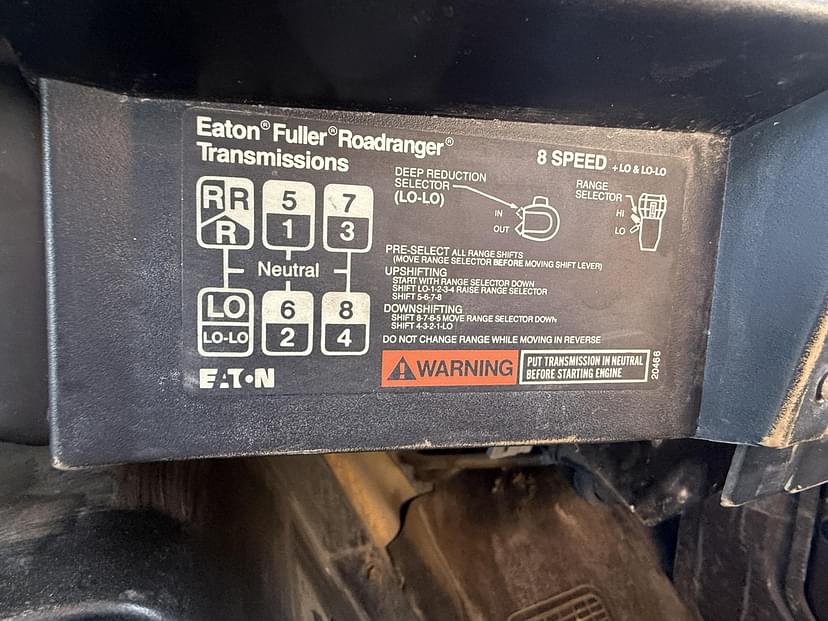 Eaton® Fuller® Roadranger®
Transmissions
8 SPEED + LO & LO-LO
R R
R
5
1
7
3
Neutral
LO
LO-LO
6
2
8
4
EATON
DEEP REDUCTION
SELECTOR
(LO-LO)
IN
OUT
RANGE
SELECTOR
HI
LO
PRE-SELECT ALL RANGE SHIFTS
(MOVE RANGE SELECTOR BEFORE MOVING SHIFT LEVER)
UPSHIFTING
START WITH RANGE SELECTOR DOWN
SHIFT LO-1-2-3-4 RAISE RANGE SELECTOR
SHIFT 5-6-7-8
DOWNSHIFTING
SHIFT 8-7-6-5 MOVE RANGE SELECTOR DOWN
SHIFT 4-3-2-1-LO
DO NOT CHANGE RANGE WHILE MOVING IN REVERSE
WARNING
PUT TRANSMISSION IN NEUTRAL
BEFORE STARTING ENGINE
20466